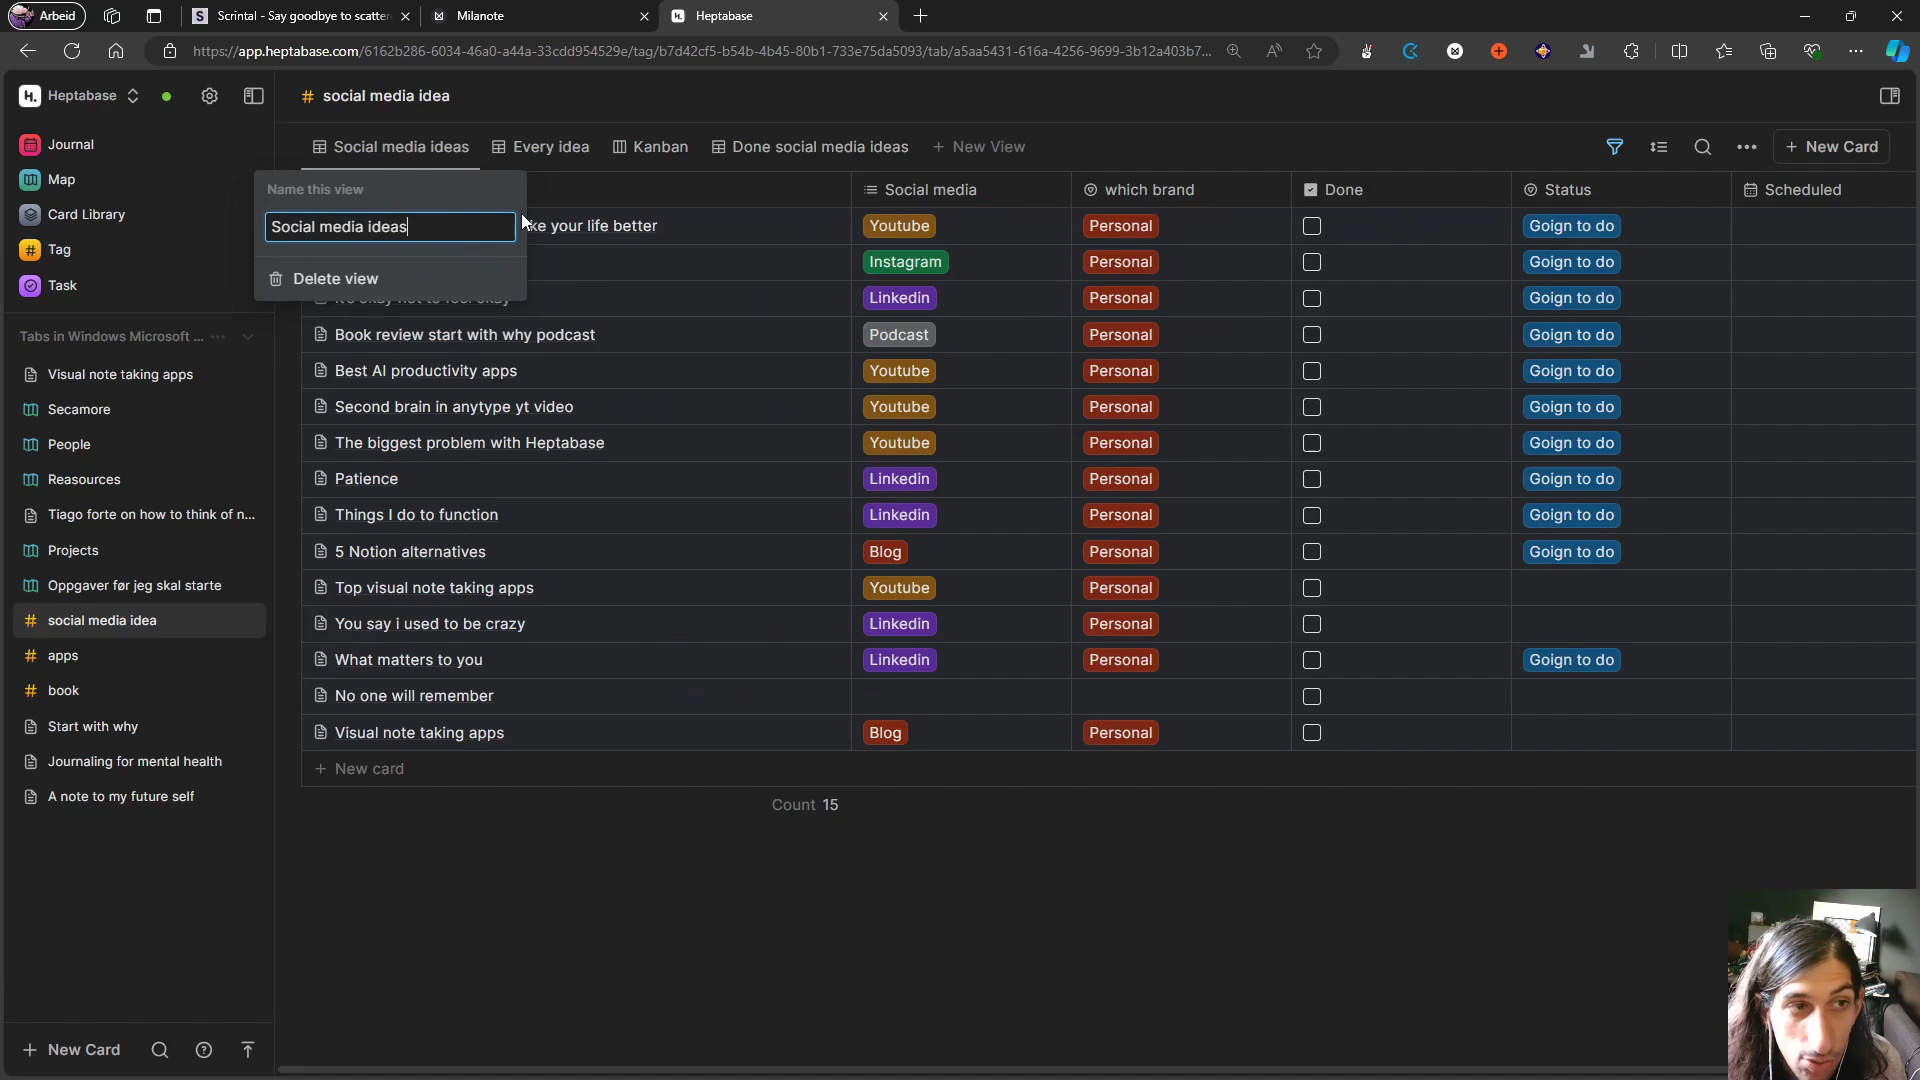 Arbeid
Scrintal - Say goodbye to scatter
Milanote
Heptabase
https://app.heptabase.com/6162b286-6034-46a0-a44a-33cdd954529e/tag/b7d42cf5-b54b-4b45-80b1-733e75da5093/tab/a5aa5431-616a-4256-9699-3b12a403b7...
Heptabase
# social media idea
Journal
Map
Card Library
Tag
Task
Tabs in Windows Microsoft ...
Visual note taking apps
Secamore
People
Reasources
Tiago forte on how to think of n...
Projects
Oppgaver før jeg skal starte
# social media idea
# apps
# book
Start with why
Journaling for mental health
A note to my future self
+ New Card
Social media ideas
Every idea
Kanban
Done social media ideas
+ New View
+ New Card
Name this view
Social media ideas
Delete view
Social media
which brand
Done
Status
Scheduled
ke your life better
Youtube
Personal
Goign to do
Instagram
Personal
Goign to do
Linkedin
Personal
Goign to do
Book review start with why podcast
Podcast
Personal
Goign to do
Best AI productivity apps
Youtube
Personal
Goign to do
Second brain in anytype yt video
Youtube
Personal
Goign to do
The biggest problem with Heptabase
Youtube
Personal
Goign to do
Patience
Linkedin
Personal
Goign to do
Things I do to function
Linkedin
Personal
Goign to do
5 Notion alternatives
Blog
Personal
Goign to do
Top visual note taking apps
Youtube
Personal
You say i used to be crazy
Linkedin
Personal
What matters to you
Linkedin
Personal
Goign to do
No one will remember
Visual note taking apps
Blog
Personal
+ New card
Count 15